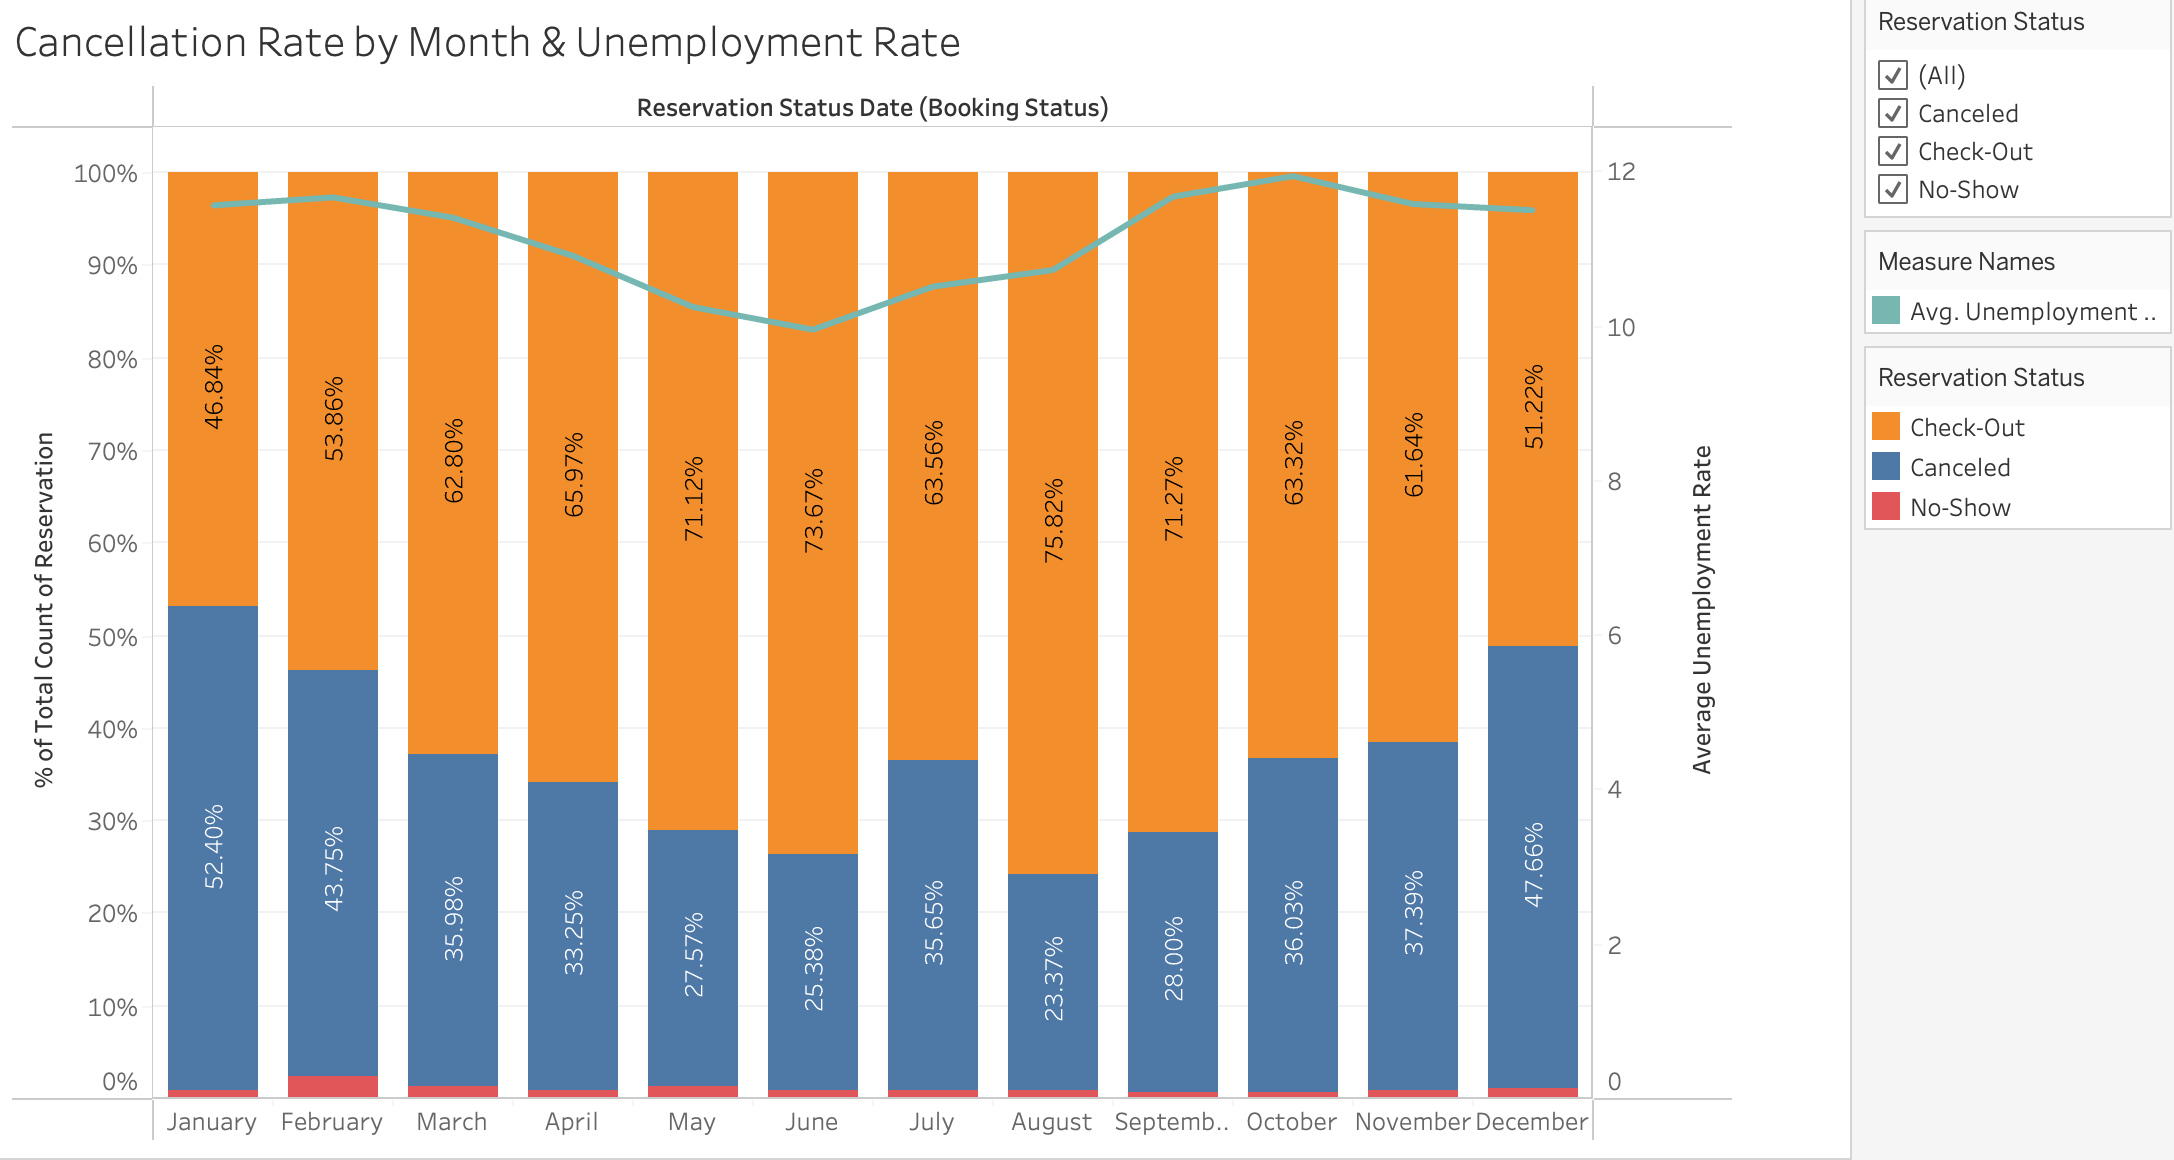 Cancellation Rate by Month & Unemployment Rate
Reservation Status Date (Booking Status)
% of Total Count of Reservation
100%
90%
80%
70%
60%
50%
40%
30%
20%
10%
0%
46.84%
53.86%
62.80%
65.97%
71.12%
73.67%
63.56%
75.82%
71.27%
63.32%
61.64%
51.22%
52.40%
43.75%
35.98%
33.25%
27.57%
25.38%
35.65%
23.37%
28.00%
36.03%
37.39%
47.66%
January February March April May June July August Septemb.. October November December
12
10
8
6
4
2
0
Average Unemployment Rate
Reservation Status
(All)
Canceled
Check-Out
No-Show
Measure Names
Avg. Unemployment ..
Reservation Status
Check-Out
Canceled
No-Show